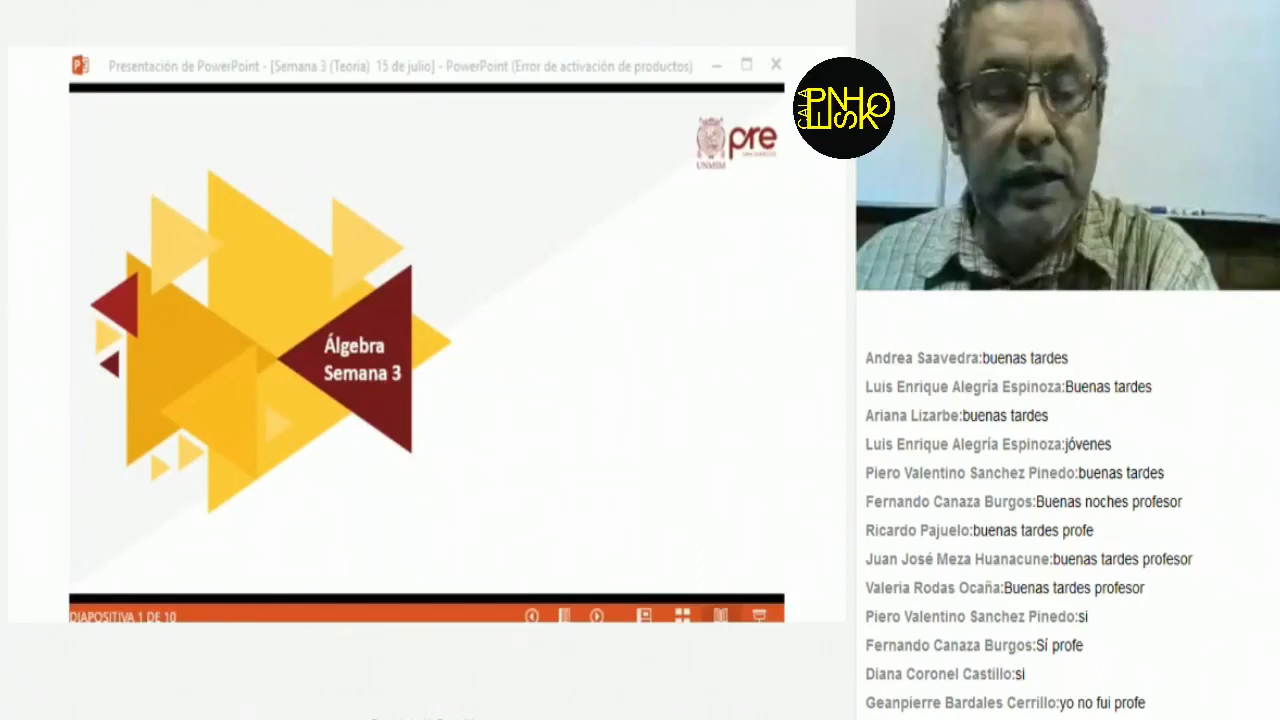 Presentación de PowerPoint - [Semana 3 (Teoria) 15 de julio] - PowerPoint (Error de activación de productos)
pre
UNMSM
CALA
PENHO
ESK
Álgebra
Semana 3
DIAPOSITIVA 1 DE 10
Andrea Saavedra:buenas tardes
Luis Enrique Alegría Espinoza:Buenas tardes
Ariana Lizarbe:buenas tardes
Luis Enrique Alegría Espinoza:jóvenes
Piero Valentino Sanchez Pinedo:buenas tardes
Fernando Canaza Burgos:Buenas noches profesor
Ricardo Pajuelo:buenas tardes profe
Juan José Meza Huanacune:buenas tardes profesor
Valeria Rodas Ocaña:Buenas tardes profesor
Piero Valentino Sanchez Pinedo:si
Fernando Canaza Burgos:Sí profe
Diana Coronel Castillo:si
Geanpierre Bardales Cerrillo:yo no fui profe